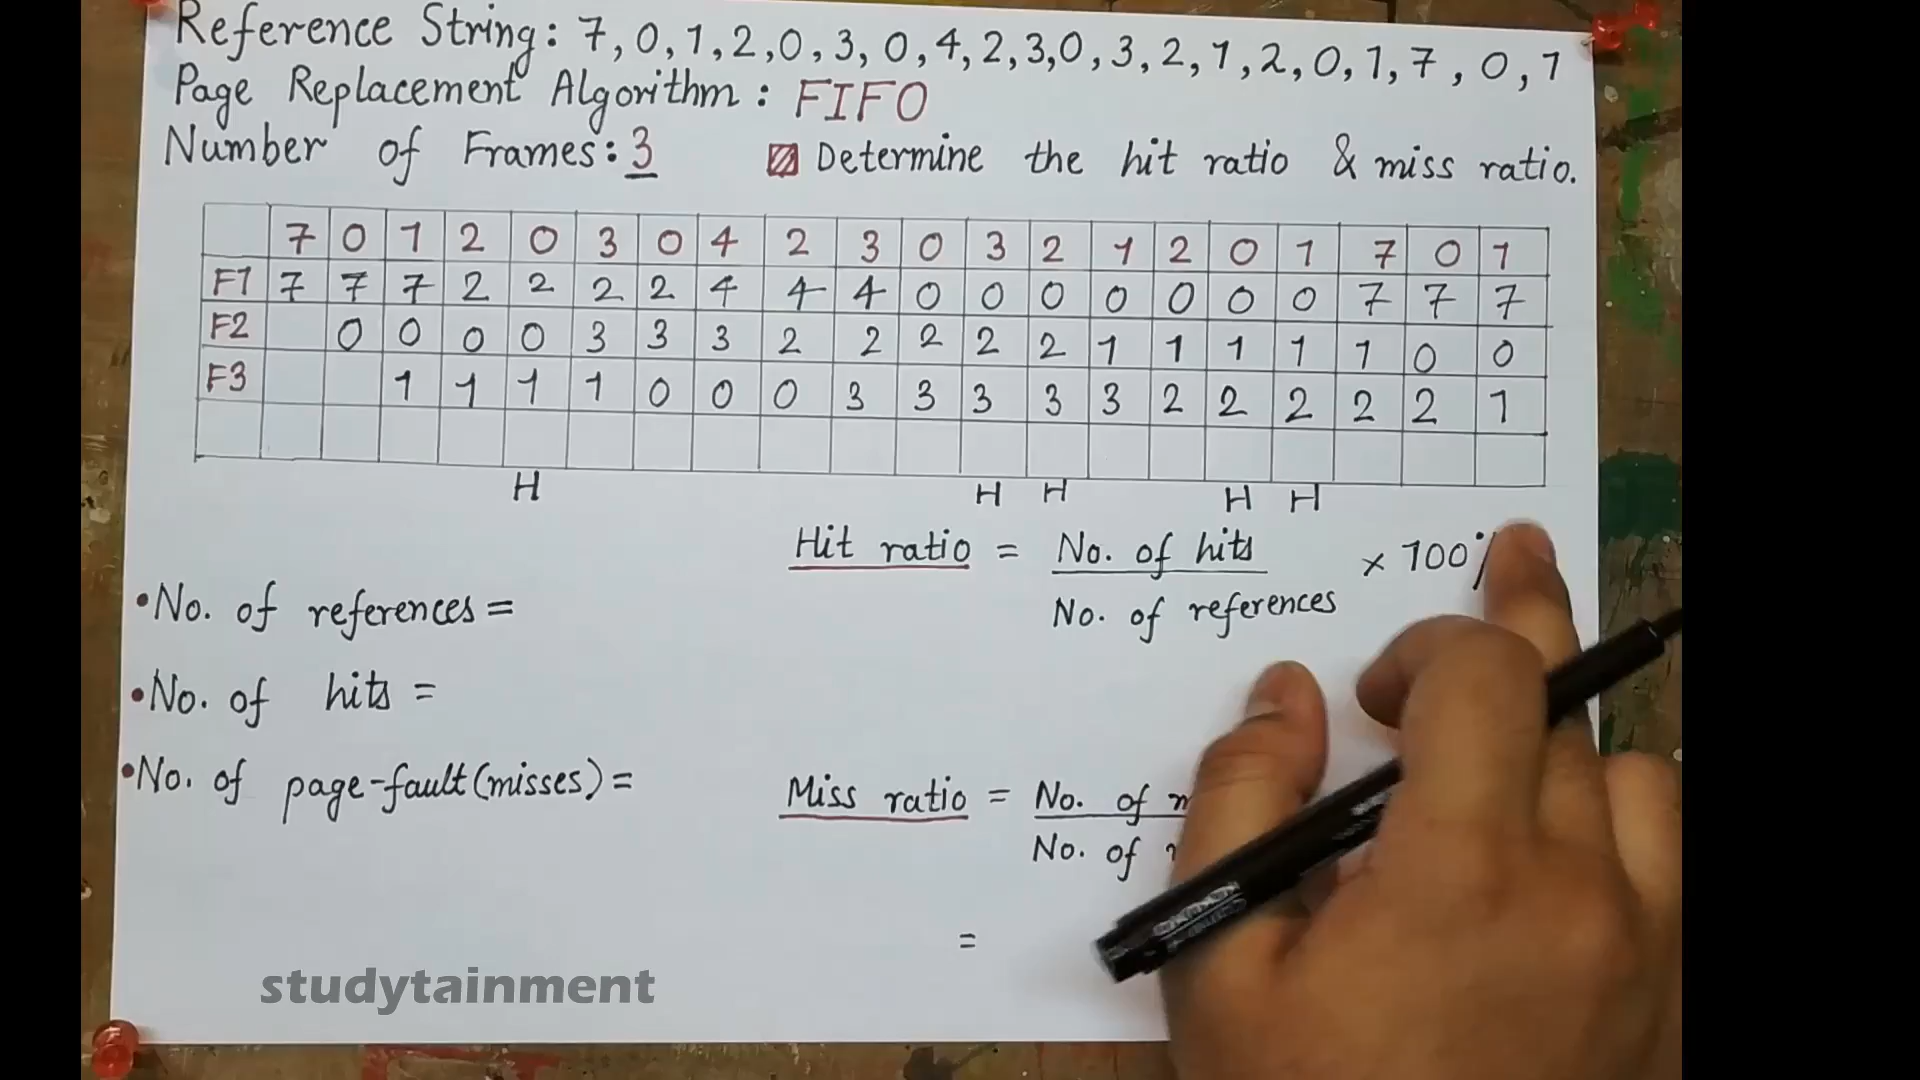 Reference String: 7, 0, 1, 2, 0, 3, 0, 4, 2, 3, 0, 3, 2, 1, 2, 0, 1, 7, 0, 1
Page Replacement Algorithm: FIFO
Number of Frames: 3
Determine the hit ratio & miss ratio.
7 0 1 2 0 3 0 4 2 3 0 3 2 1 2 0 1 7 0 1
F1 7 7 7 2 2 2 2 4 4 4 0 0 0 0 0 0 0 7 7 7
F2 0 0 0 0 3 3 3 2 2 2 2 2 1 1 1 1 1 0 0
F3 1 1 1 1 0 0 0 3 3 3 3 3 2 2 2 2 2 1
H H H H H
Hit ratio = No. of hits × 100%
No. of references
• No. of references =
• No. of hits =
• No. of page-fault (misses) =
Miss ratio = No. of
No. of
=
studytainment